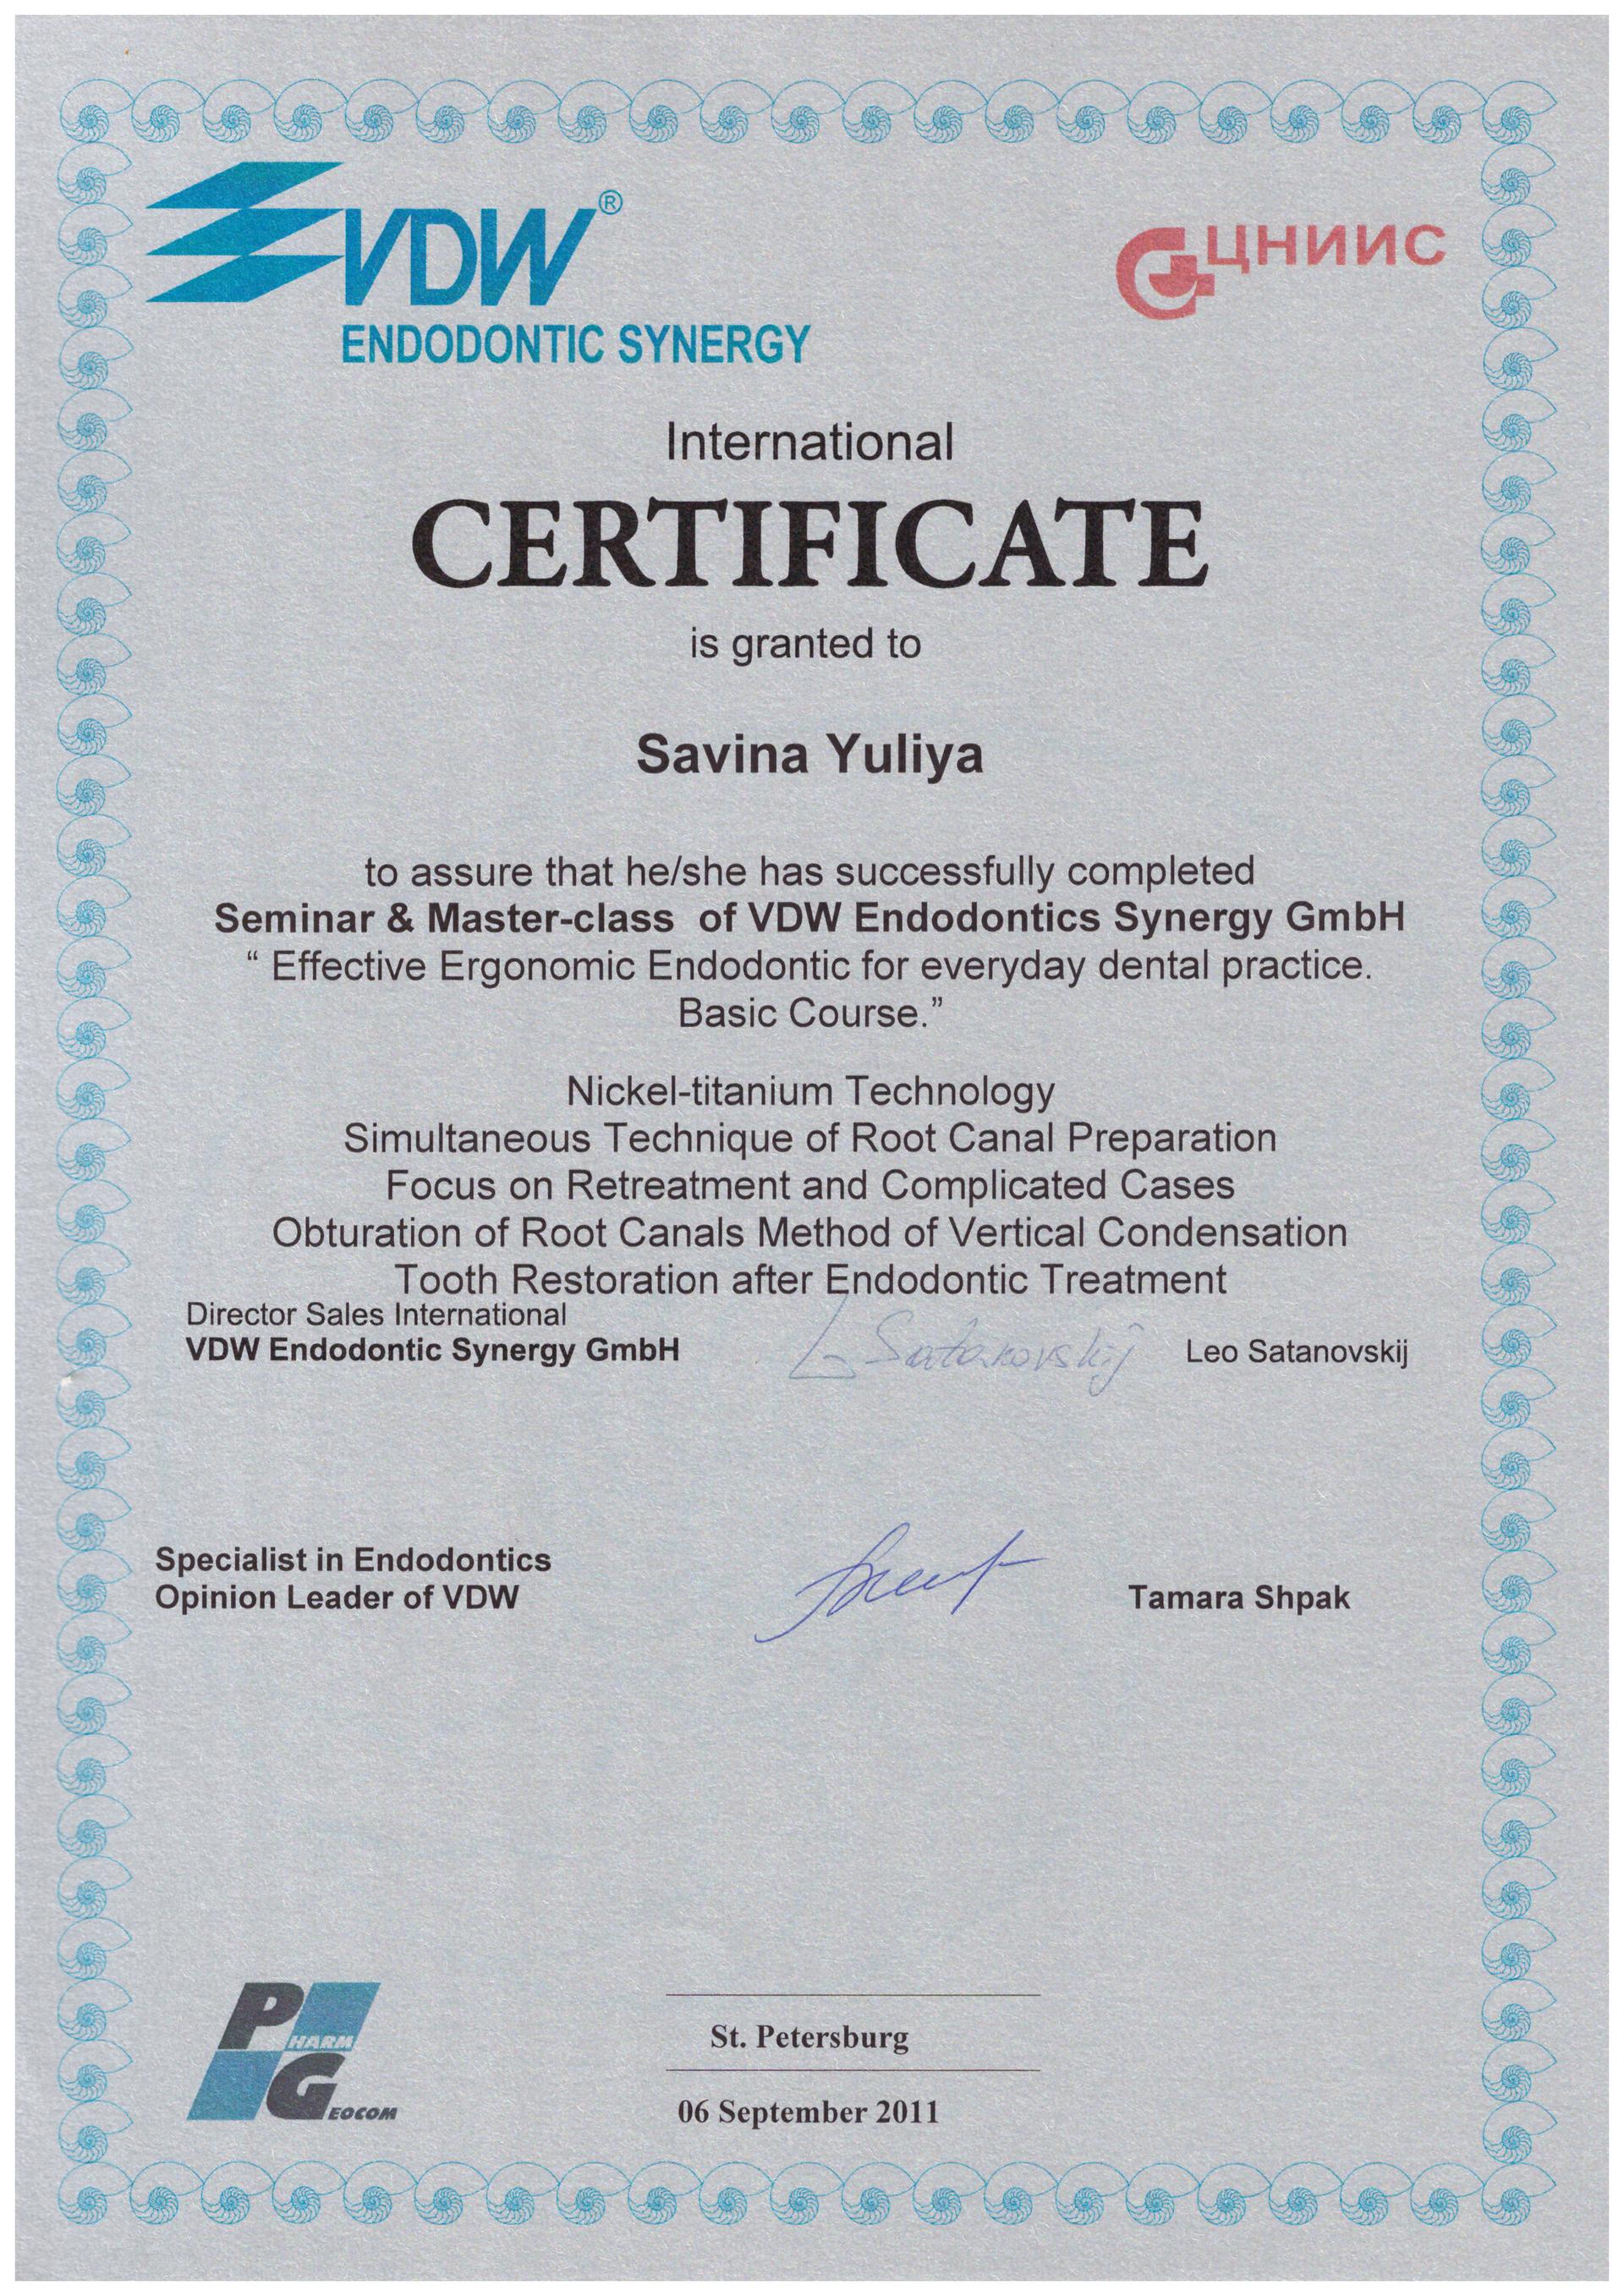 VDW®
ENDODONTIC SYNERGY
ЦНИИС
International
CERTIFICATE
is granted to
Savina Yuliya
to assure that he/she has successfully completed
Seminar & Master-class of VDW Endodontics Synergy GmbH
“ Effective Ergonomic Endodontic for everyday dental practice.
Basic Course.”
Nickel-titanium Technology
Simultaneous Technique of Root Canal Preparation
Focus on Retreatment and Complicated Cases
Obturation of Root Canals Method of Vertical Condensation
Tooth Restoration after Endodontic Treatment
Director Sales International
VDW Endodontic Synergy GmbH
L Satanovskij
Leo Satanovskij
Specialist in Endodontics
Opinion Leader of VDW
Tamara Shpak
PHARM
GEOCOM
St. Petersburg
06 September 2011